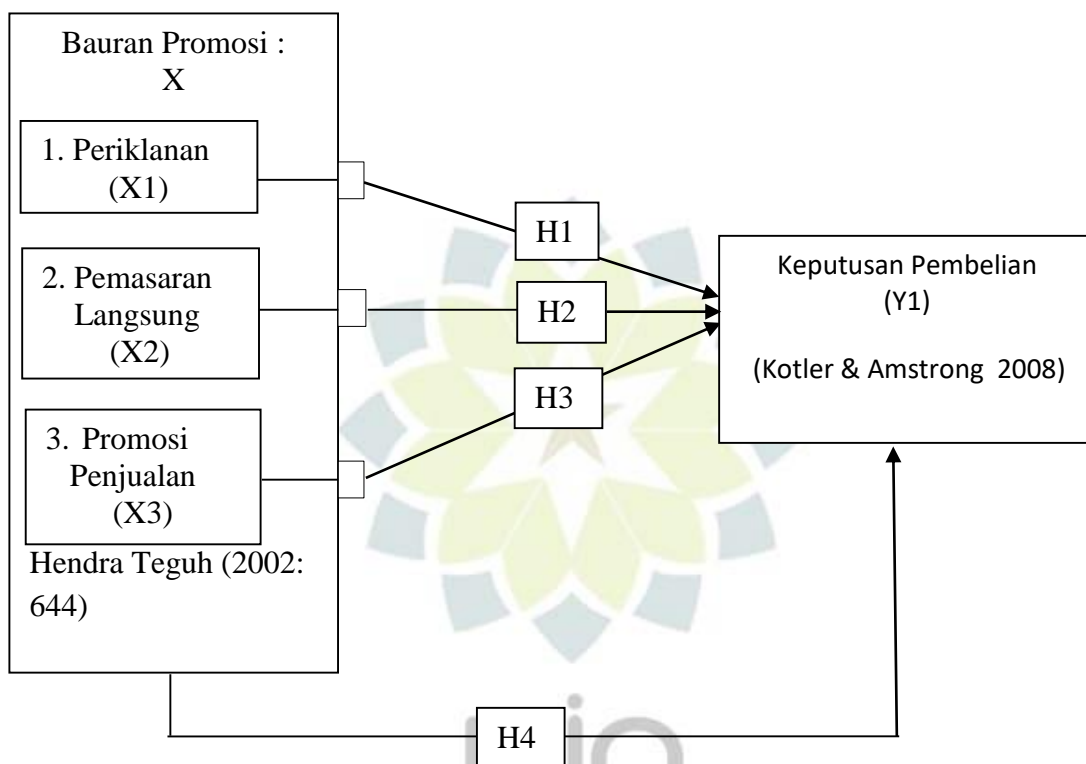 Bauran Promosi :
X
1. Periklanan
(X1)
2. Pemasaran
Langsung
(X2)
3. Promosi
Penjualan
(X3)
Hendra Teguh (2002:
644)
H1
H2
H3
H4
Keputusan Pembelian
(Y1)
(Kotler & Amstrong 2008)